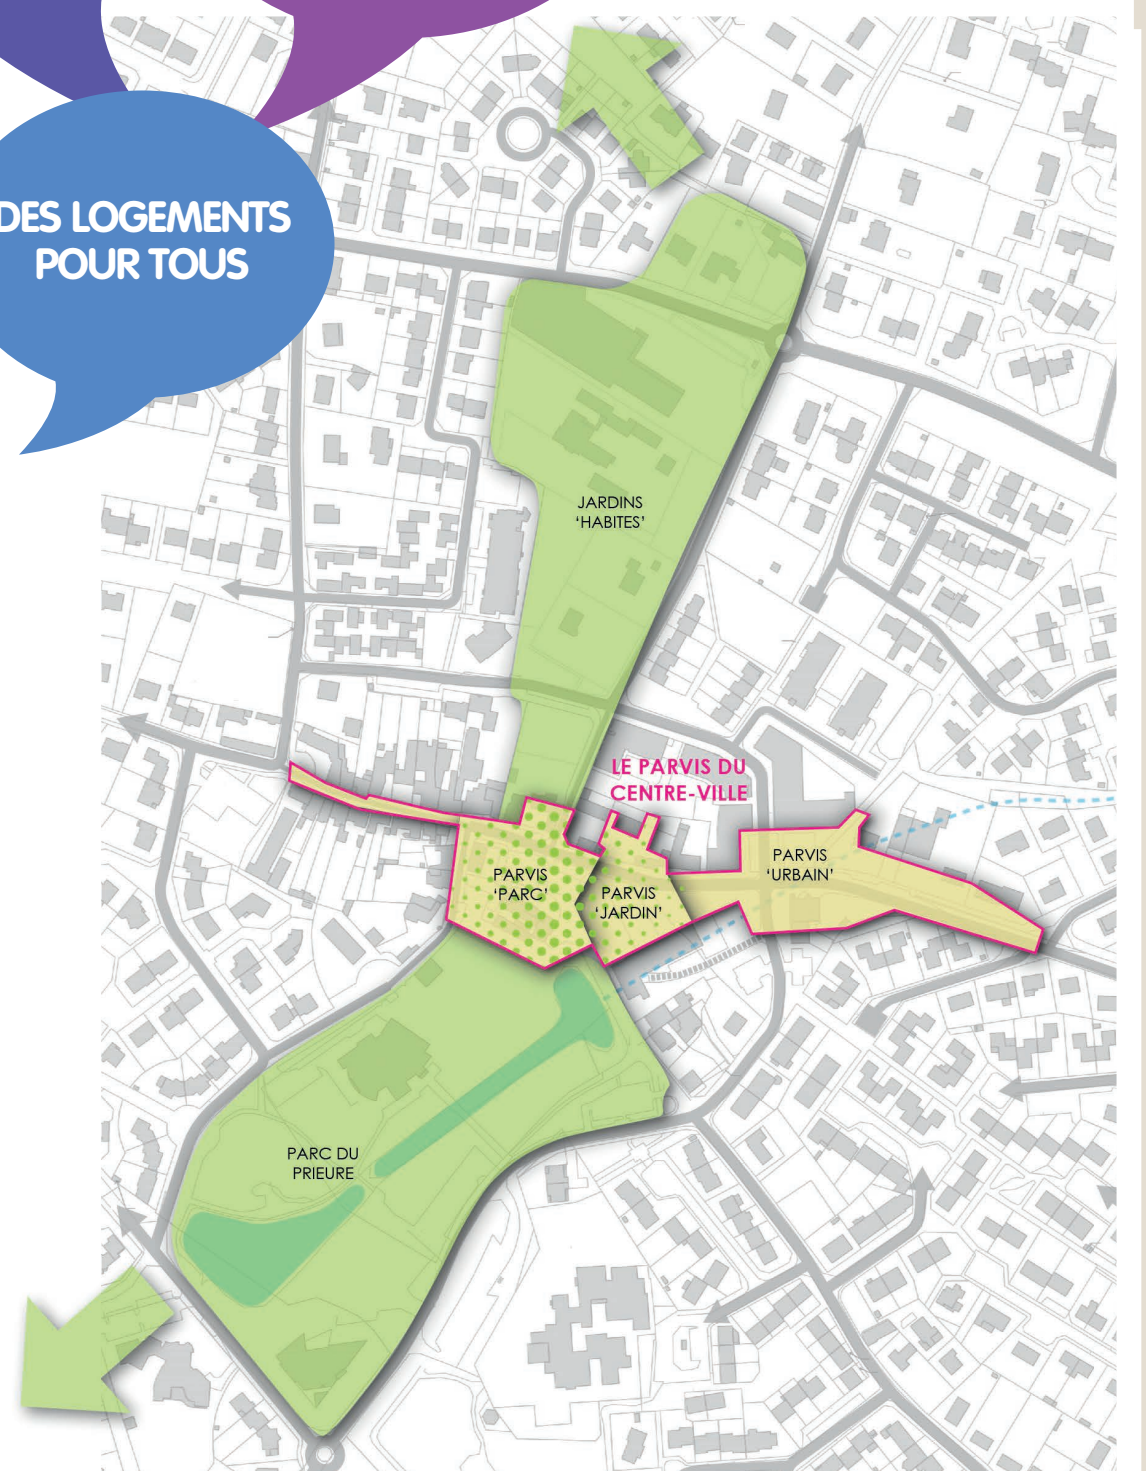 DES LOGEMENTS
POUR TOUS
JARDINS
‘HABITES’
LE PARVIS DU
CENTRE-VILLE
PARVIS
‘URBAIN’
PARVIS
‘PARC’
PARVIS
‘JARDIN’
PARC DU
PRIEURE